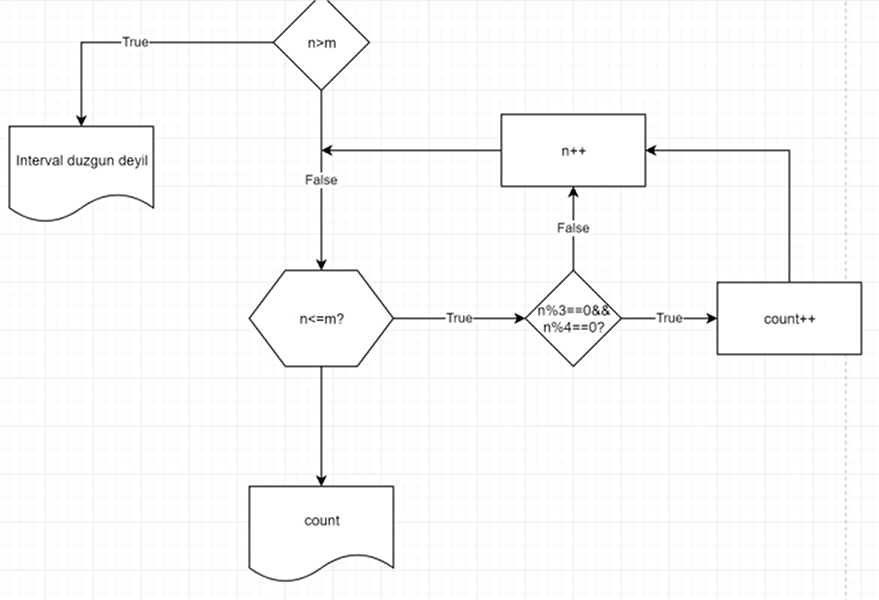 n>m
True
Interval duzgun deyil
n++
False
False
n<=m?
True
n%3==0&&
n%4==0?
True
count++
count